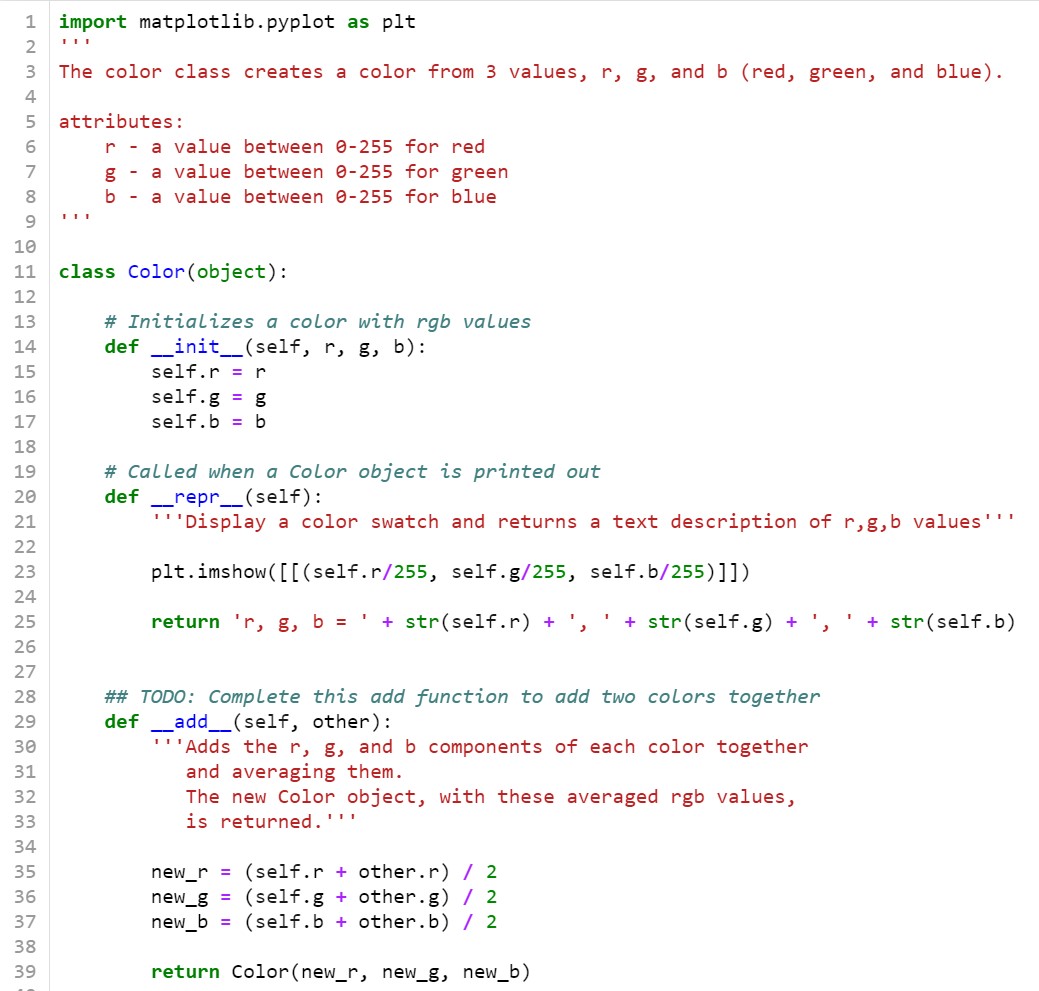 1 import matplotlib.pyplot as plt
2 '''
3 The color class creates a color from 3 values, r, g, and b (red, green, and blue).
4
5 attributes:
6     r - a value between 0-255 for red
7     g - a value between 0-255 for green
8     b - a value between 0-255 for blue
9 '''
10
11 class Color(object):
12
13     # Initializes a color with rgb values
14     def __init__(self, r, g, b):
15         self.r = r
16         self.g = g
17         self.b = b
18
19     # Called when a Color object is printed out
20     def __repr__(self):
21         '''Display a color swatch and returns a text description of r,g,b values'''
22
23         plt.imshow([[(self.r/255, self.g/255, self.b/255)]])
24
25         return 'r, g, b = ' + str(self.r) + ', ' + str(self.g) + ', ' + str(self.b)
26
27
28     ## TODO: Complete this add function to add two colors together
29     def __add__(self, other):
30         '''Adds the r, g, and b components of each color together
31            and averaging them.
32            The new Color object, with these averaged rgb values,
33            is returned.'''
34
35         new_r = (self.r + other.r) / 2
36         new_g = (self.g + other.g) / 2
37         new_b = (self.b + other.b) / 2
38
39         return Color(new_r, new_g, new_b)